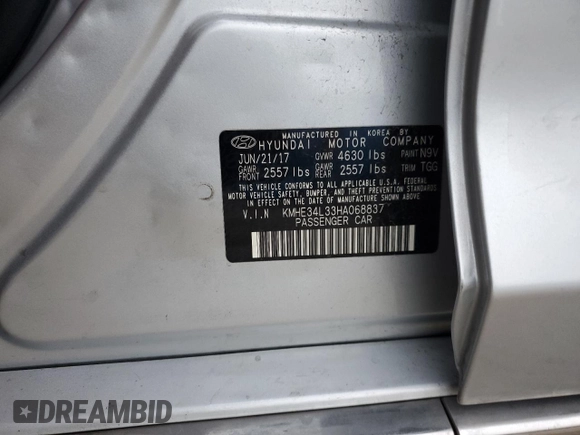 MANUFACTURED IN KOREA BY
HYUNDAI MOTOR COMPANY
JUN/21/17 GVWR 4630 lbs PAINT N9V
GAWR FRONT 2557 lbs GAWR REAR 2557 lbs TRIM TGG
THIS VEHICLE CONFORMS TO ALL APPLICABLE U.S.A. FEDERAL
MOTOR VEHICLE SAFETY, BUMPER, AND THEFT PREVENTION STANDARDS
IN EFFECT ON THE DATE OF MANUFACTURE SHOWN ABOVE.
V.I.N KMHE34L33HA068837
PASSENGER CAR
DREAMBID